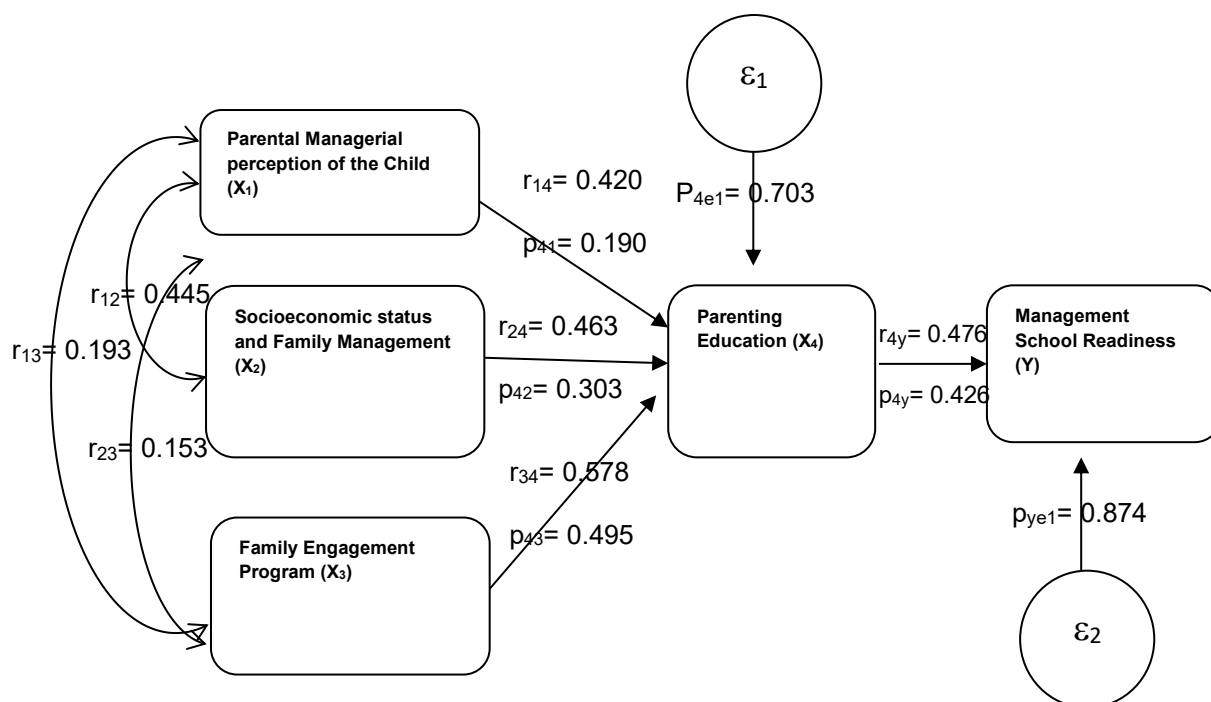 ε1
Parental Managerial
perception of the Child
(X1)
r14= 0.420
P4e1= 0.703
p41= 0.190
r12= 0.445
Socioeconomic status
and Family Management
(X2)
r24= 0.463
Parenting
Education (X4)
r4y= 0.476
Management
School Readiness
(Y)
r13= 0.193
p42= 0.303
p4y= 0.426
r23= 0.153
r34= 0.578
p43= 0.495
pye1= 0.874
Family Engagement
Program (X3)
ε2